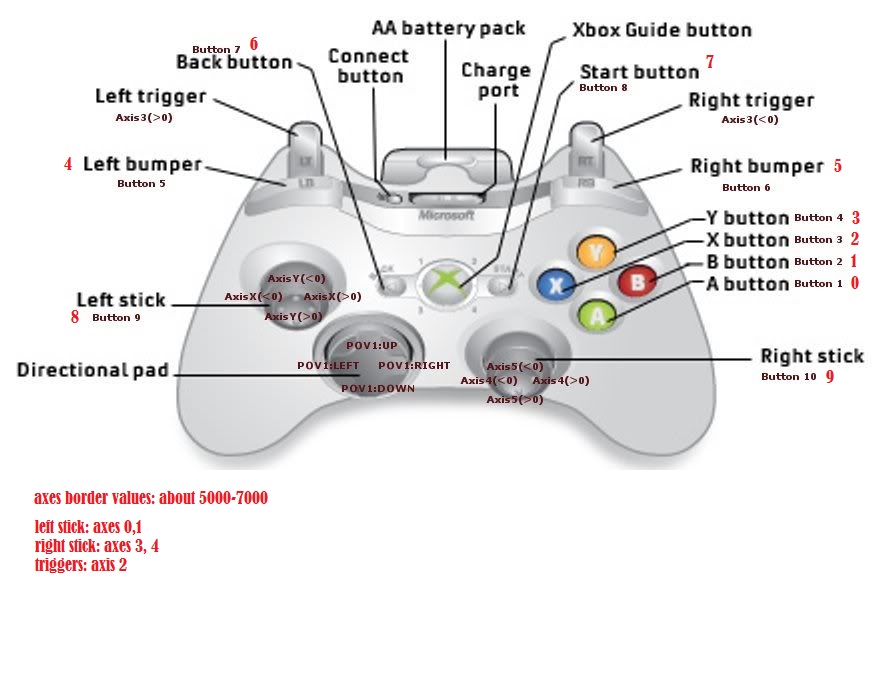 AA battery pack
Xbox Guide button
Button 7 6
Back button
Connect
button
Charge
port
Start button 7
Button 8
Left trigger
Axis3(>0)
Right trigger
Axis3(<0)
4 Left bumper
Button 5
Right bumper 5
Button 6
LT
RT
LB
RB
Microsoft
Y button Button 4 3
X button Button 3 2
B button Button 2 1
A button Button 1 0
Y
X
B
A
BACK
START
1 2
3 4
Left stick
8 Button 9
AxisY(<0)
AxisX(<0) AxisX(>0)
AxisY(>0)
Directional pad
POV1:UP
POV1:LEFT POV1:RIGHT
POV1:DOWN
Right stick
Button 10 9
Axis5(<0)
Axis4(<0) Axis4(>0)
Axis5(>0)
axes border values: about 5000-7000
left stick: axes 0,1
right stick: axes 3, 4
triggers: axis 2